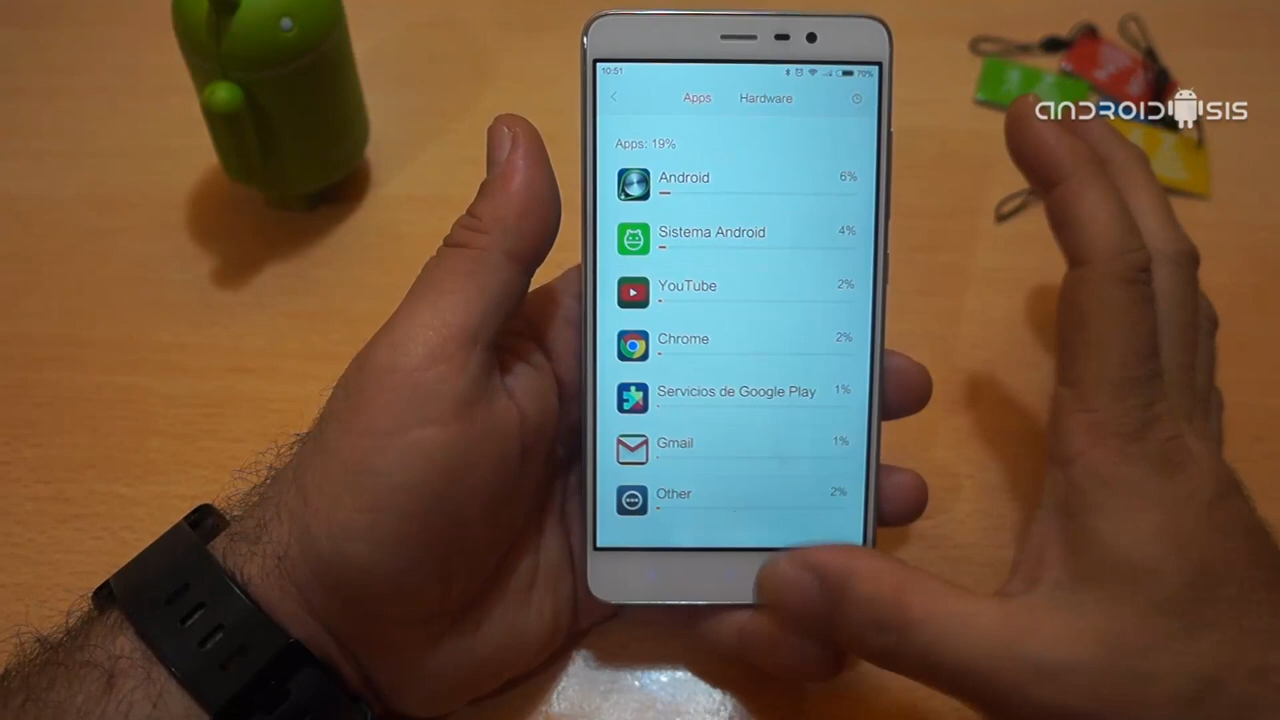 10:51
70%
Apps
Hardware
Apps: 19%
Android
6%
Sistema Android
4%
YouTube
2%
Chrome
2%
Servicios de Google Play
1%
Gmail
1%
Other
2%
ANDROIDSIS